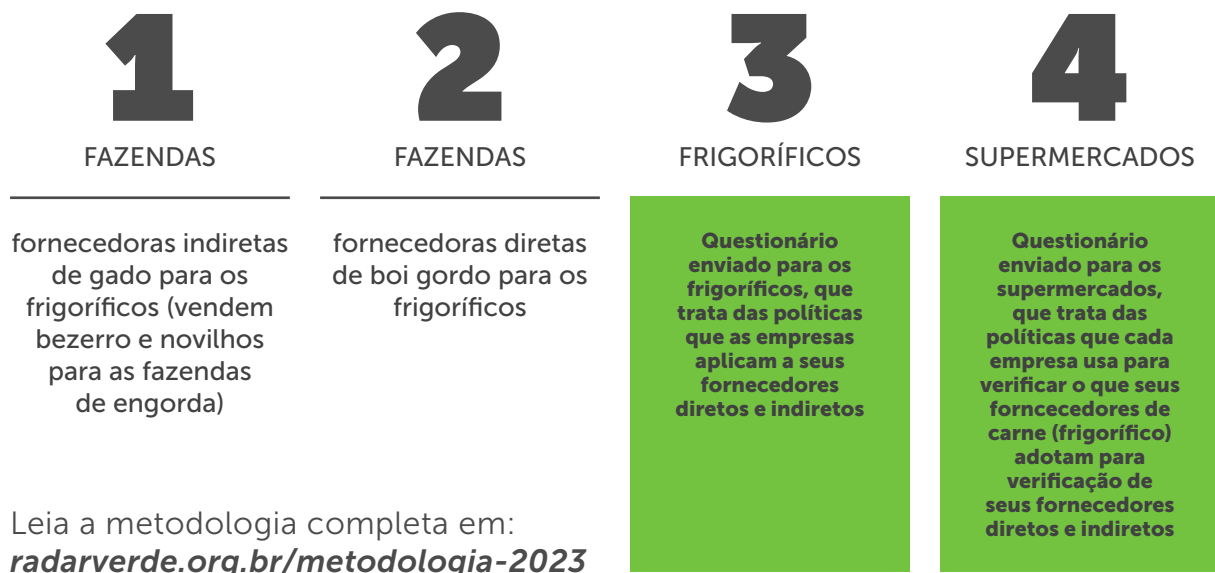 1
FAZENDAS
fornecedoras indiretas
de gado para os
frigoríficos (vendem
bezerro e novilhos
para as fazendas
de engorda)
2
FAZENDAS
fornecedoras diretas
de boi gordo para os
frigoríficos
3
FRIGORÍFICOS
Questionário
enviado para os
frigoríficos, que
trata das políticas
que as empresas
aplicam a seus
fornecedores
diretos e indiretos
4
SUPERMERCADOS
Questionário
enviado para os
supermercados,
que trata das
políticas que cada
empresa usa para
verificar o que seus
forncecedores de
carne (frigorífico)
adotam para
verificação de
seus fornecedores
diretos e indiretos
Leia a metodologia completa em:
radarverde.org.br/metodologia-2023